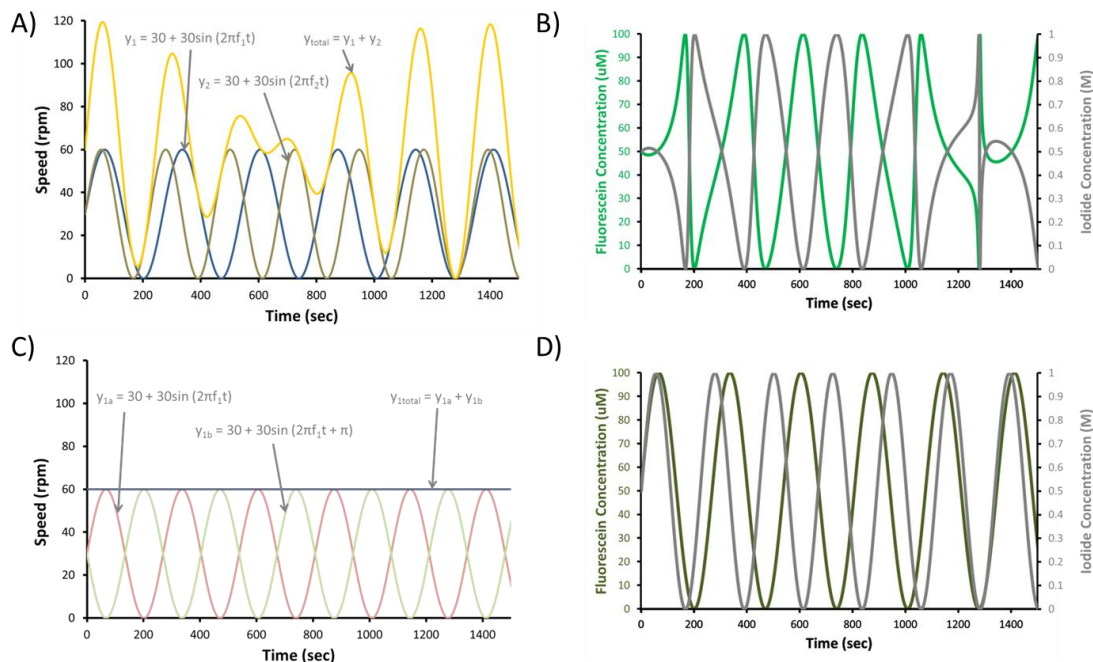 A)
120
100
80
60
40
20
0
Speed (rpm)
y1 = 30 + 30sin (2πf1t)
ytotal = y1 + y2
y2 = 30 + 30sin (2πf2t)
0 200 400 600 800 1000 1200 1400
Time (sec)
B)
100
90
80
70
60
50
40
30
20
10
0
Fluorescein Concentration (uM)
1
0.9
0.8
0.7
0.6
0.5
0.4
0.3
0.2
0.1
0
Iodide Concentration (M)
0 200 400 600 800 1000 1200 1400
Time (sec)
C)
120
100
80
60
40
20
0
Speed (rpm)
y1a = 30 + 30sin (2πf1t)
y1total = y1a + y1b
y1b = 30 + 30sin (2πf1t + π)
0 200 400 600 800 1000 1200 1400
Time (sec)
D)
100
90
80
70
60
50
40
30
20
10
0
Fluorescein Concentration (uM)
1
0.9
0.8
0.7
0.6
0.5
0.4
0.3
0.2
0.1
0
Iodide Concentration (M)
0 200 400 600 800 1000 1200 1400
Time (sec)